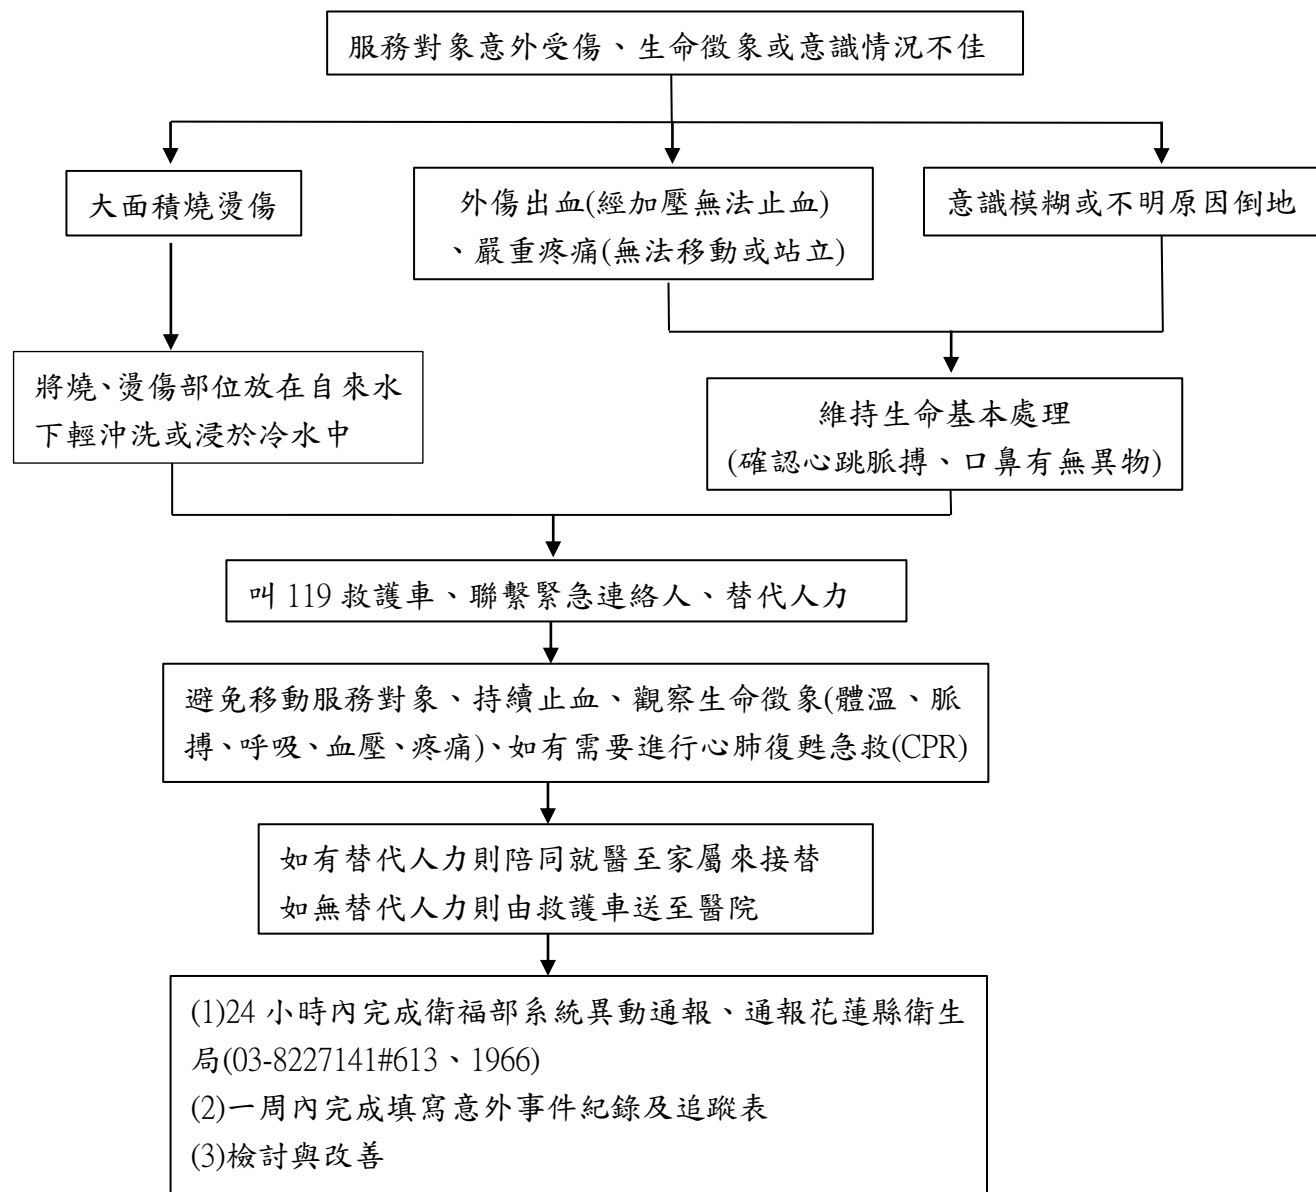 服務對象意外受傷、生命徵象或意識情況不佳
大面積燒燙傷
外傷出血(經加壓無法止血)
、嚴重疼痛(無法移動或站立)
意識模糊或不明原因倒地
將燒、燙傷部位放在自來水
下輕沖洗或浸於冷水中
維持生命基本處理
(確認心跳脈搏、口鼻有無異物)
叫 119 救護車、聯繫緊急連絡人、替代人力
避免移動服務對象、持續止血、觀察生命徵象(體溫、脈
搏、呼吸、血壓、疼痛)、如有需要進行心肺復甦急救(CPR)
如有替代人力則陪同就醫至家屬來接替
如無替代人力則由救護車送至醫院
(1)24 小時內完成衛福部系統異動通報、通報花蓮縣衛生
局(03-8227141#613、1966)
(2)一周內完成填寫意外事件紀錄及追蹤表
(3)檢討與改善